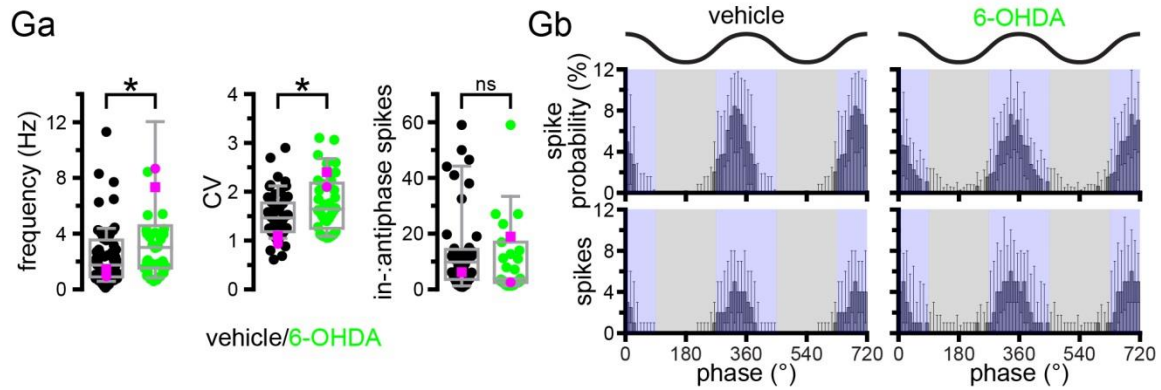 Ga
frequency (Hz)
12
8
4
0
*
CV
4
3
2
1
0
*
in-:antiphase spikes
60
40
20
0
ns
vehicle/6-OHDA
Gb
vehicle
6-OHDA
spike
probability (%)
12
8
4
0
spikes
12
8
4
0
0 180 360 540 720
phase (°)
0 180 360 540 720
phase (°)